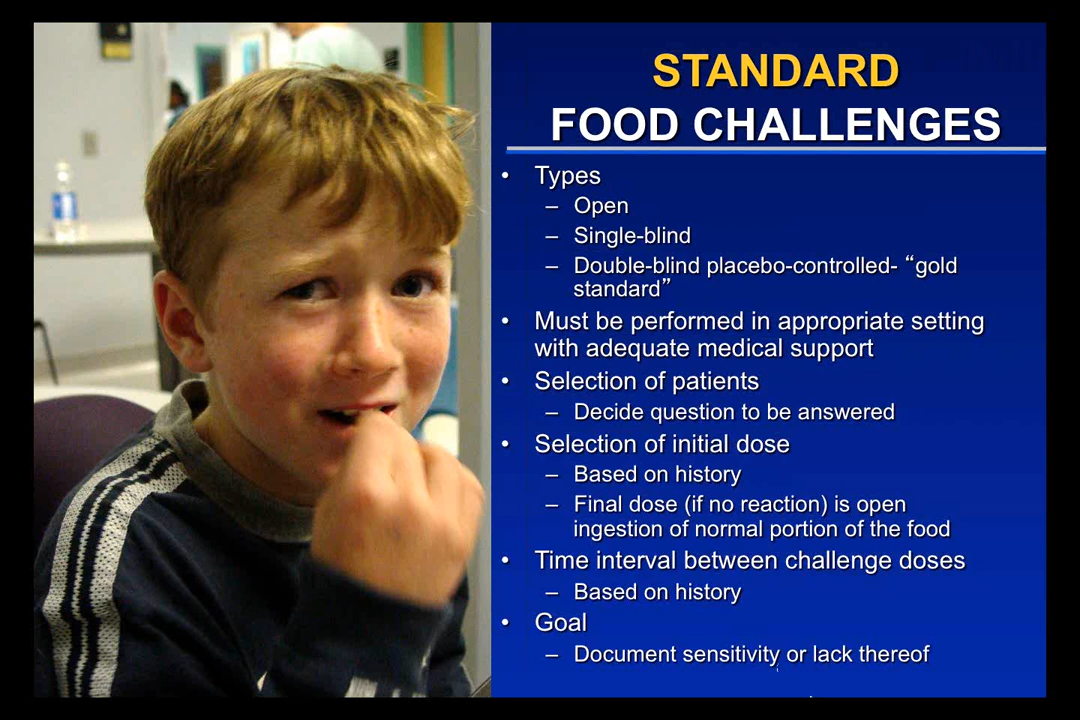 STANDARD
FOOD CHALLENGES
• Types
– Open
– Single-blind
– Double-blind placebo-controlled- “gold
standard”
• Must be performed in appropriate setting
with adequate medical support
• Selection of patients
– Decide question to be answered
• Selection of initial dose
– Based on history
– Final dose (if no reaction) is open
ingestion of normal portion of the food
• Time interval between challenge doses
– Based on history
• Goal
– Document sensitivity or lack thereof